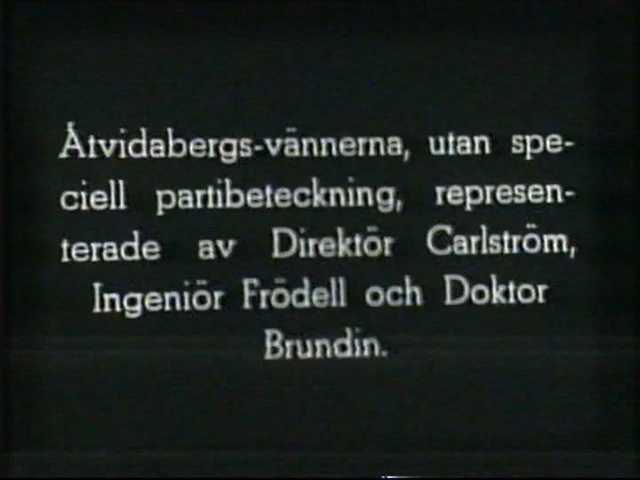 Åtvidabergs-vännerna, utan spe-
ciell partibeteckning, represen-
terade av Direktör Carlström,
Ingeniör Frödell och Doktor
Brundin.